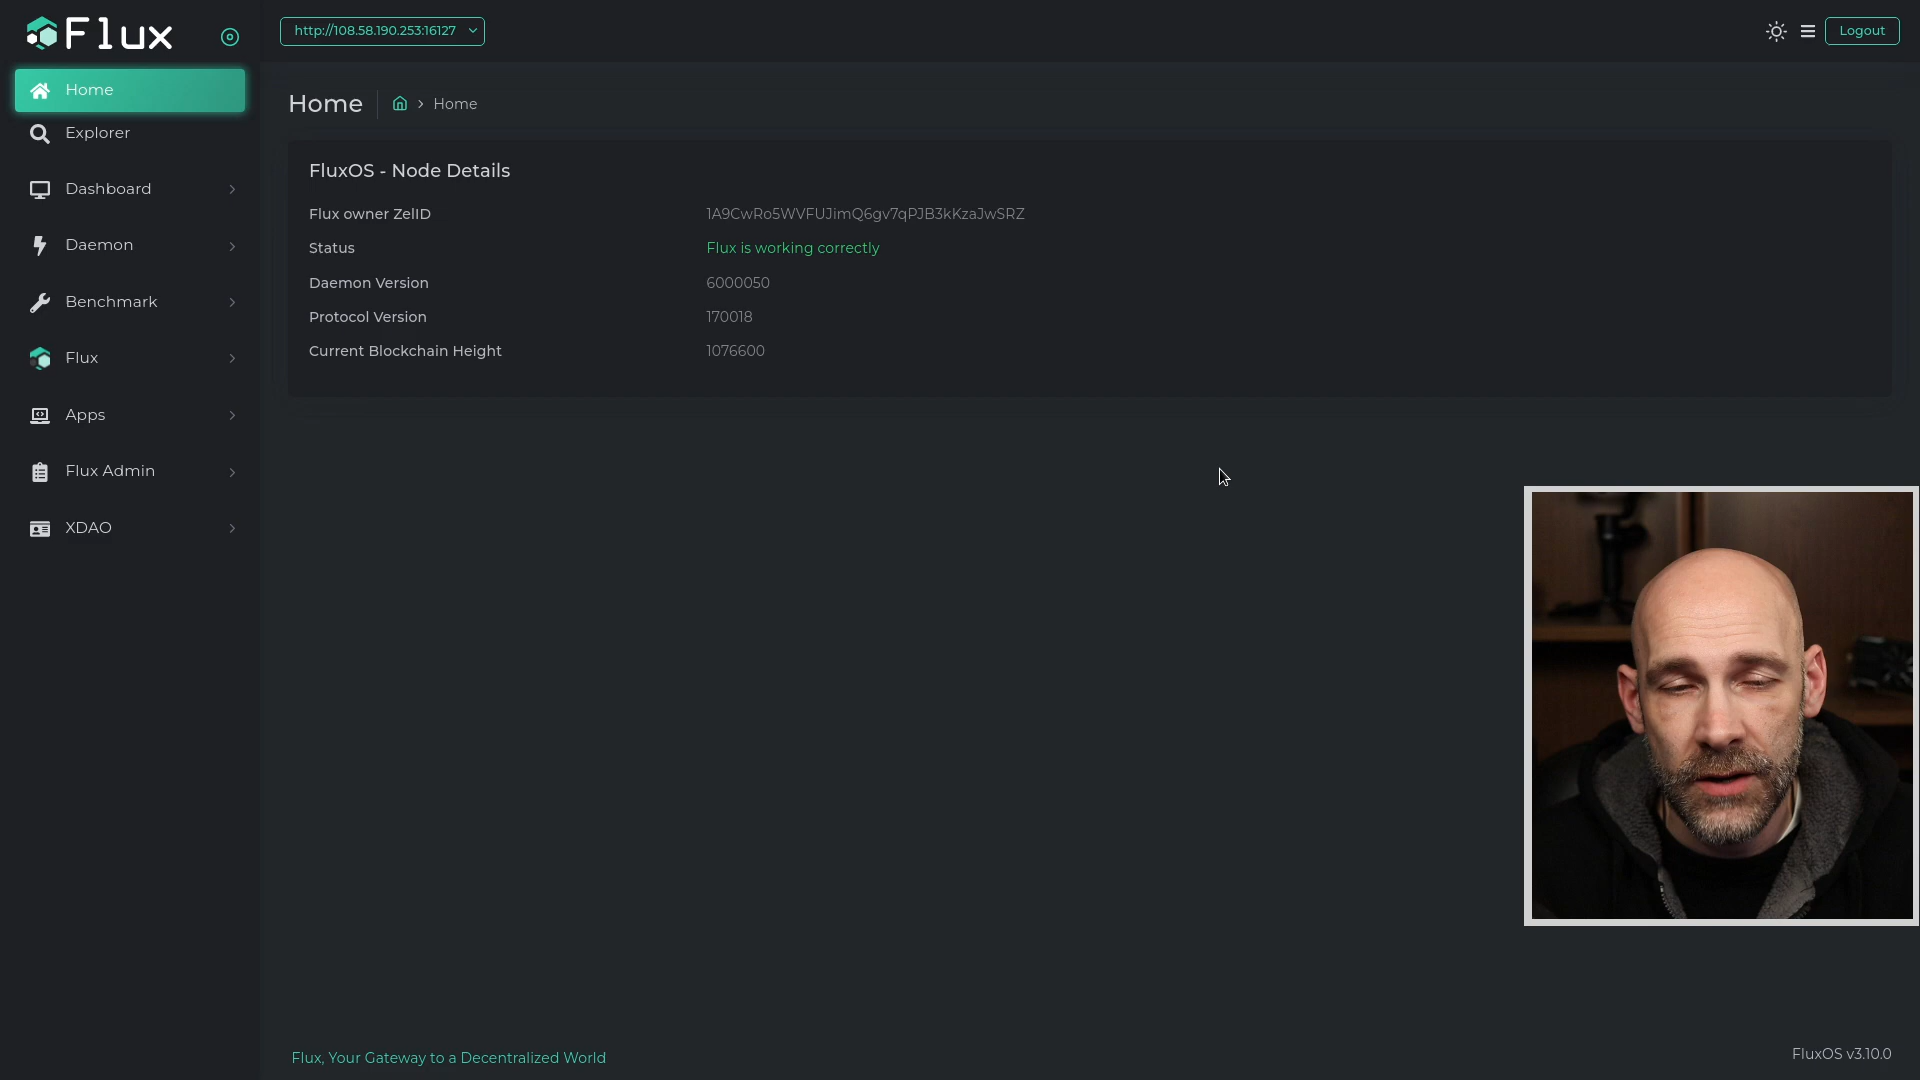 Flux
http://108.58.190.253:16127
Logout
Home
Explorer
Dashboard
Daemon
Benchmark
Flux
Apps
Flux Admin
XDAO
Home
Home
FluxOS - Node Details
Flux owner ZelID 1A9CwRo5WVFUJimQ6gv7qPJB3kKzaJwSRZ
Status Flux is working correctly
Daemon Version 6000050
Protocol Version 170018
Current Blockchain Height 1076600
Flux, Your Gateway to a Decentralized World
FluxOS v3.10.0